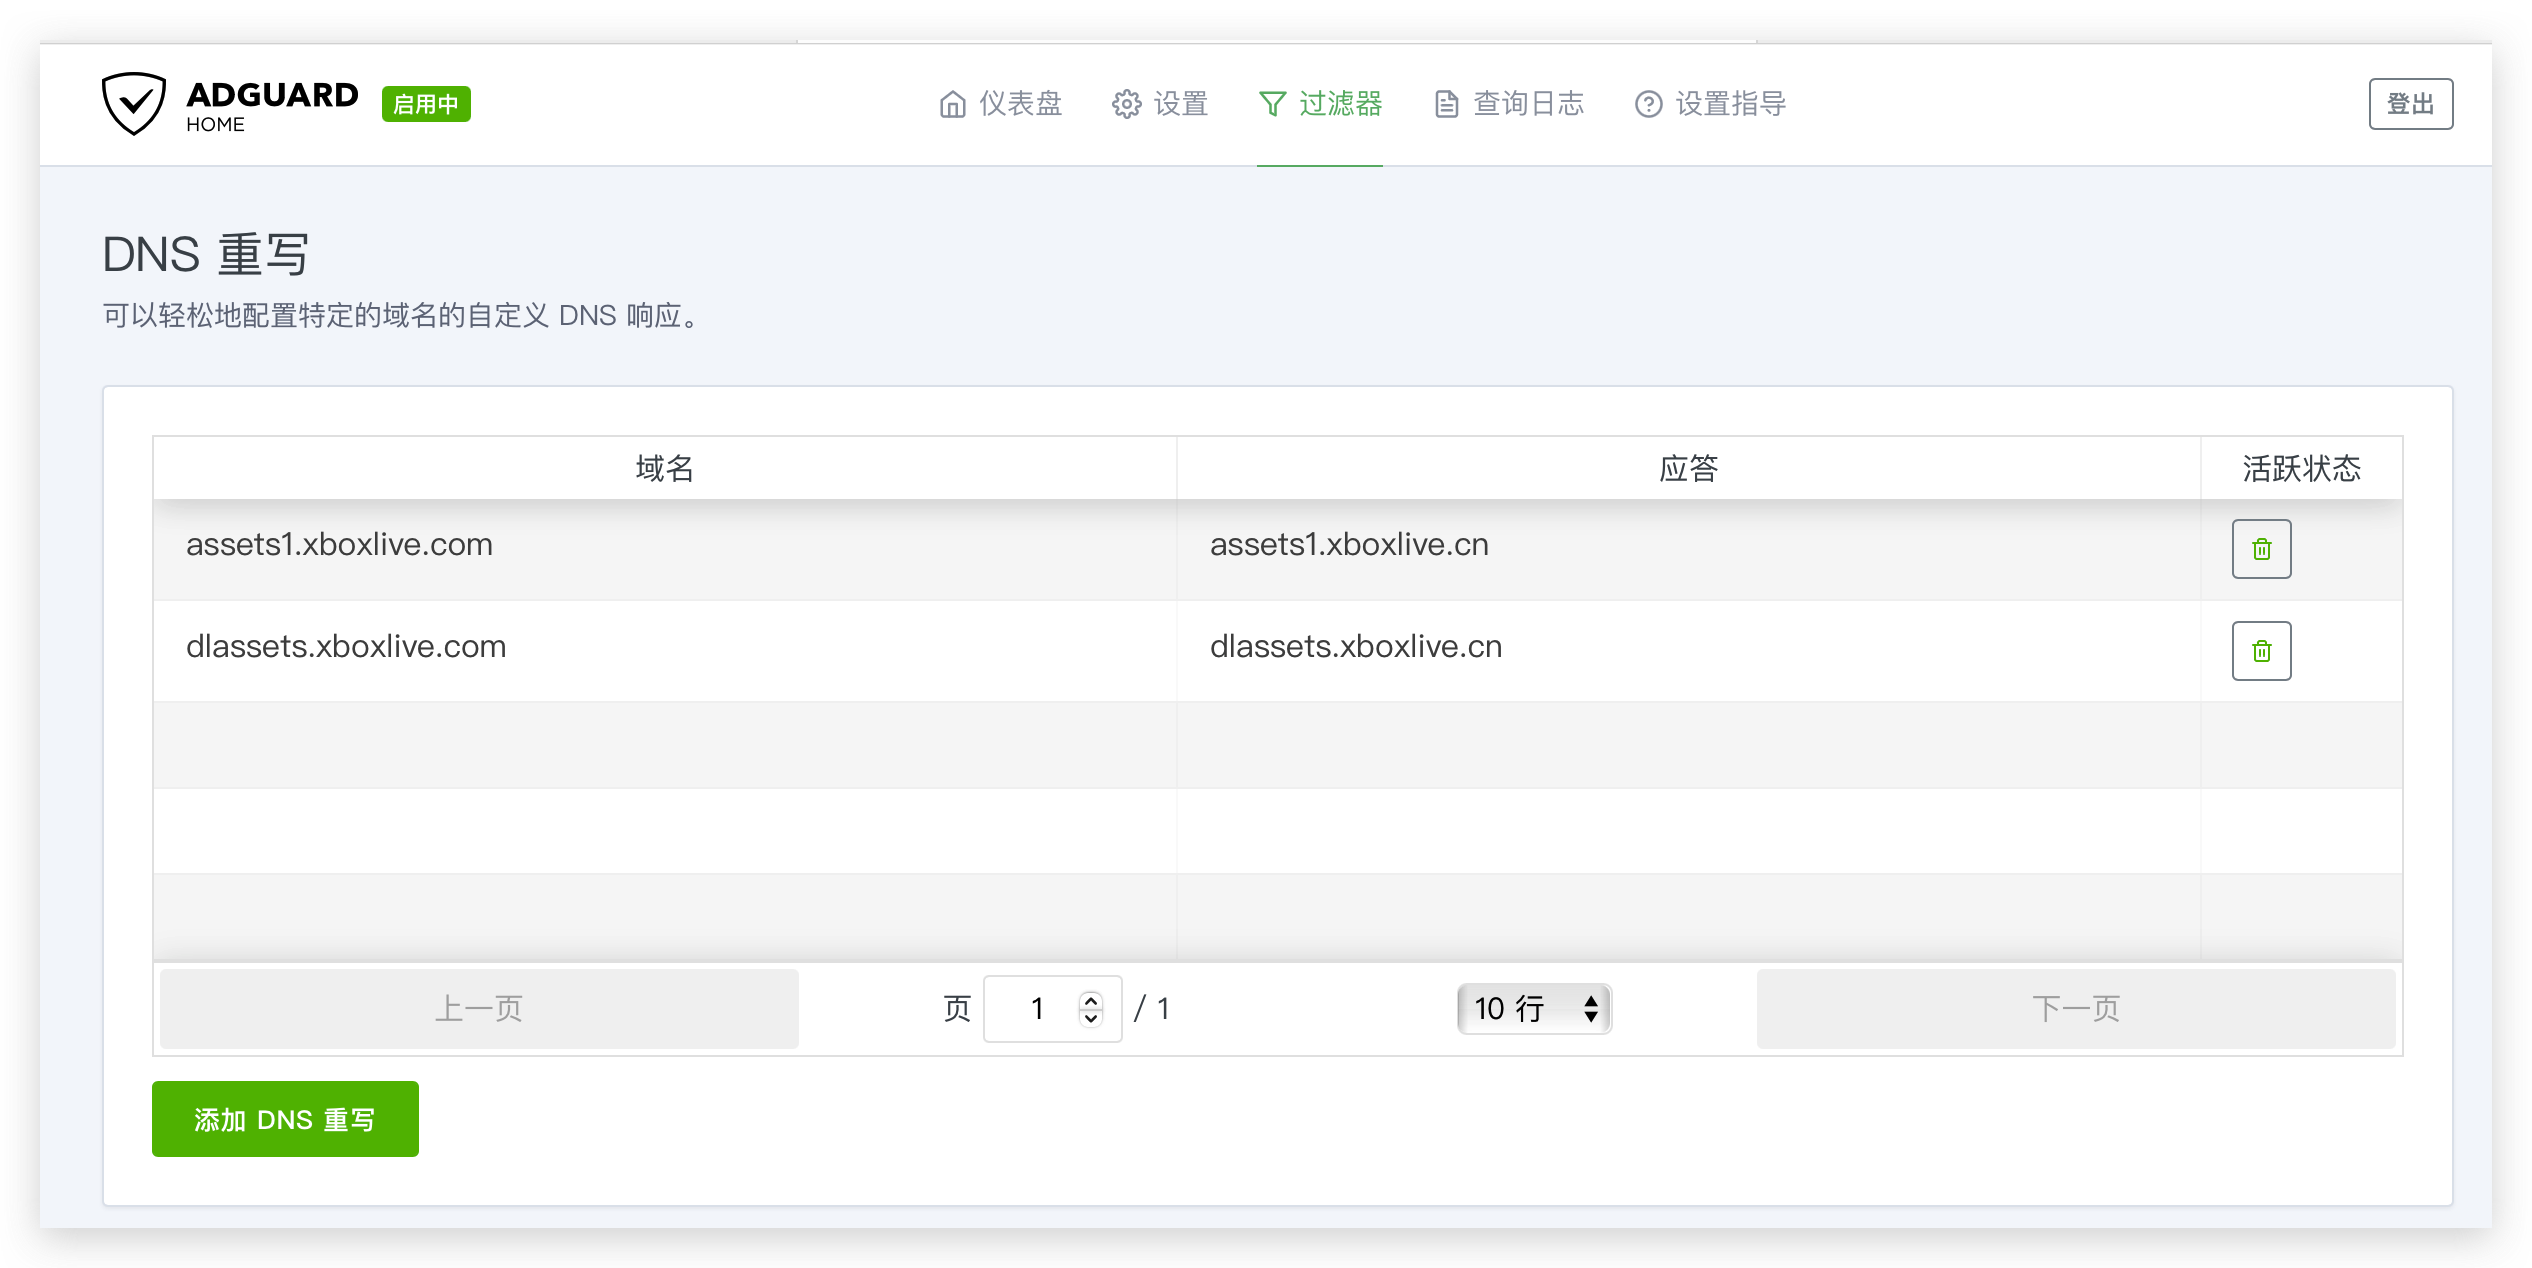 ADGUARD
HOME
启用中
仪表盘
设置
过滤器
查询日志
设置指导
登出
DNS 重写
可以轻松地配置特定的域名的自定义 DNS 响应。
域名 应答 活跃状态
assets1.xboxlive.com assets1.xboxlive.cn
dlassets.xboxlive.com dlassets.xboxlive.cn
上一页 页 1 / 1 10 行 下一页
添加 DNS 重写